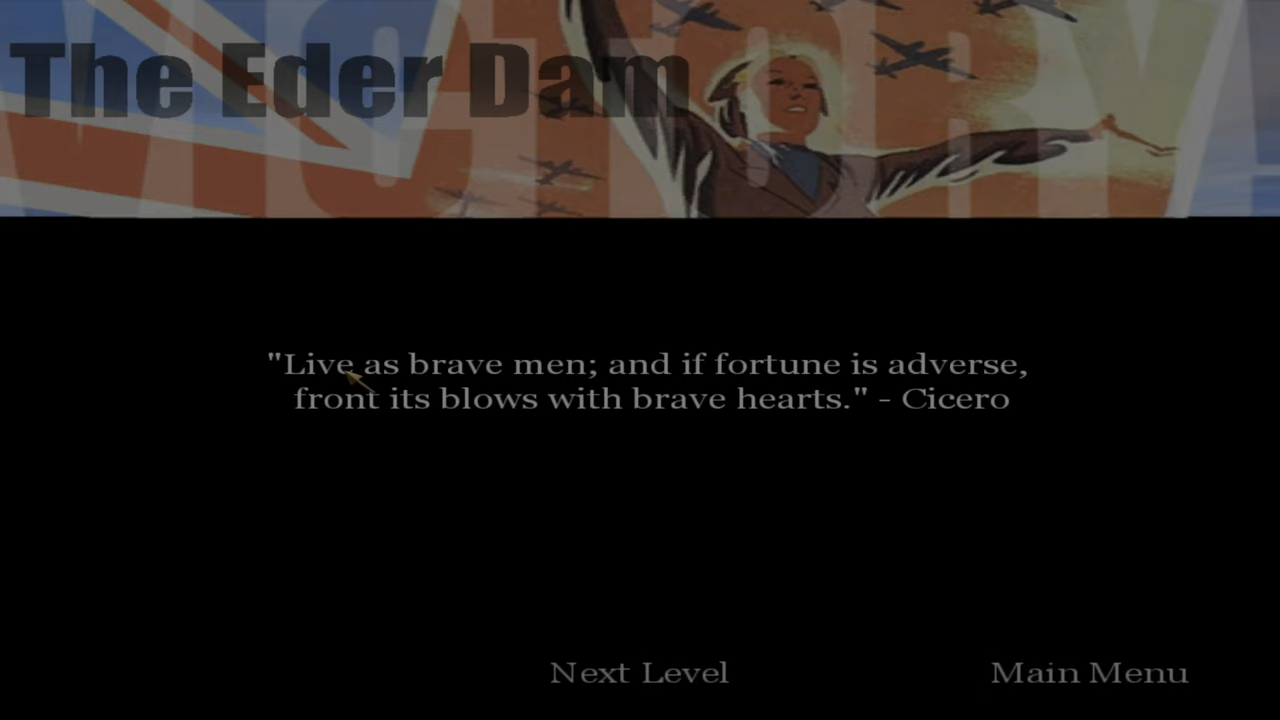 VICTORY
The Eder Dam
"Live as brave men; and if fortune is adverse,
front its blows with brave hearts." - Cicero
Next Level
Main Menu